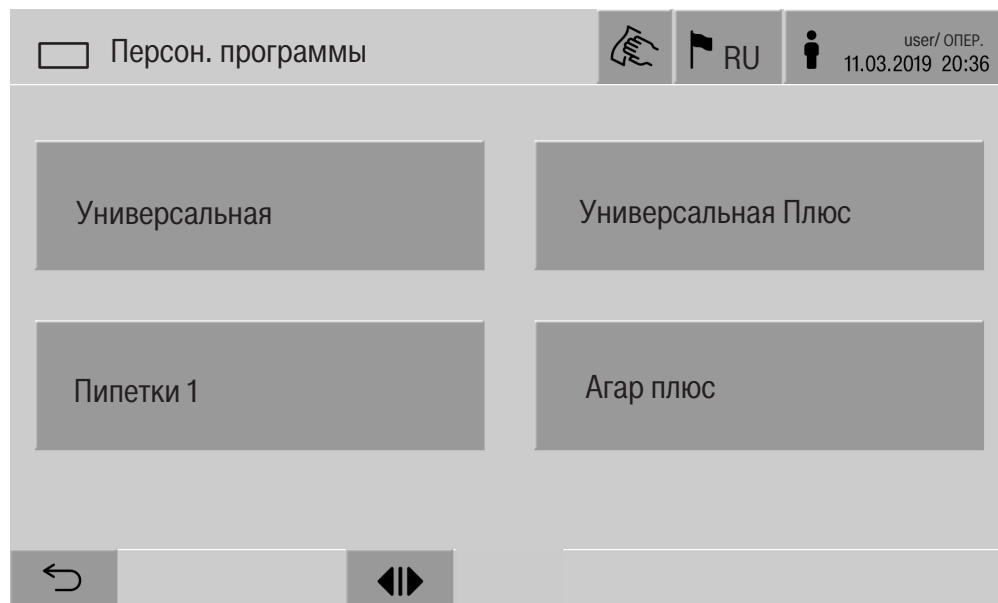 Персон. программы
RU
user/ ОПЕР.
11.03.2019 20:36
Универсальная
Универсальная Плюс
Пипетки 1
Агар плюс